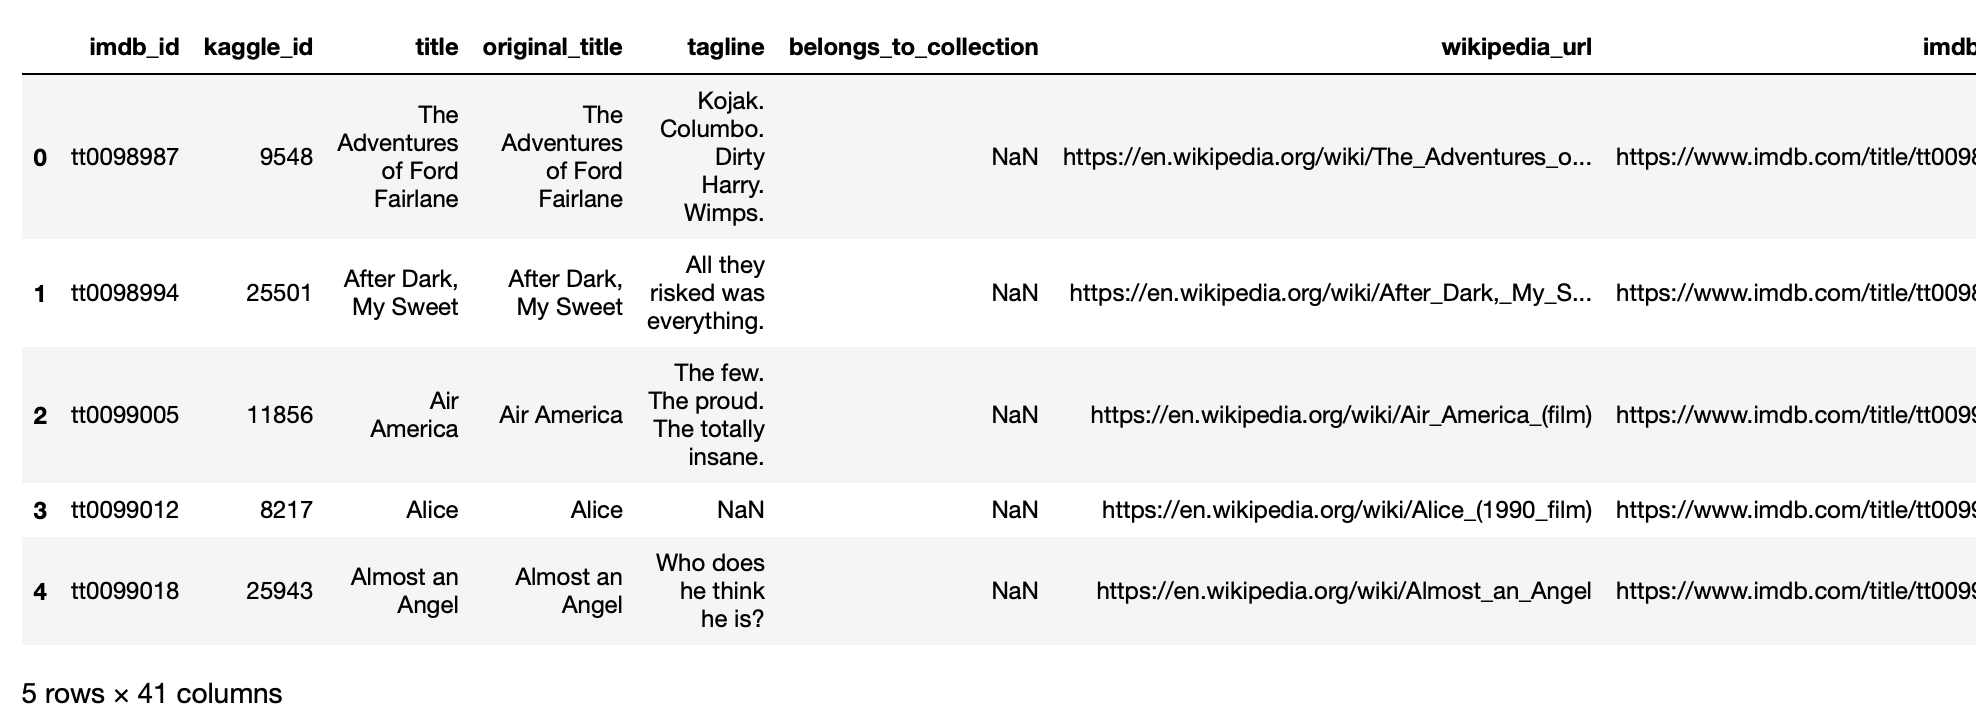 imdb_id kaggle_id title original_title tagline belongs_to_collection wikipedia_url imdb
0 tt0098987 9548 The Adventures of Ford Fairlane The Adventures of Ford Fairlane Kojak. Columbo. Dirty Harry. Wimps. NaN https://en.wikipedia.org/wiki/The_Adventures_o... https://www.imdb.com/title/tt0098
1 tt0098994 25501 After Dark, My Sweet After Dark, My Sweet All they risked was everything. NaN https://en.wikipedia.org/wiki/After_Dark,_My_S... https://www.imdb.com/title/tt0098
2 tt0099005 11856 Air America Air America The few. The proud. The totally insane. NaN https://en.wikipedia.org/wiki/Air_America_(film) https://www.imdb.com/title/tt0099
3 tt0099012 8217 Alice Alice NaN NaN https://en.wikipedia.org/wiki/Alice_(1990_film) https://www.imdb.com/title/tt0099
4 tt0099018 25943 Almost an Angel Almost an Angel Who does he think he is? NaN https://en.wikipedia.org/wiki/Almost_an_Angel https://www.imdb.com/title/tt0099
5 rows × 41 columns